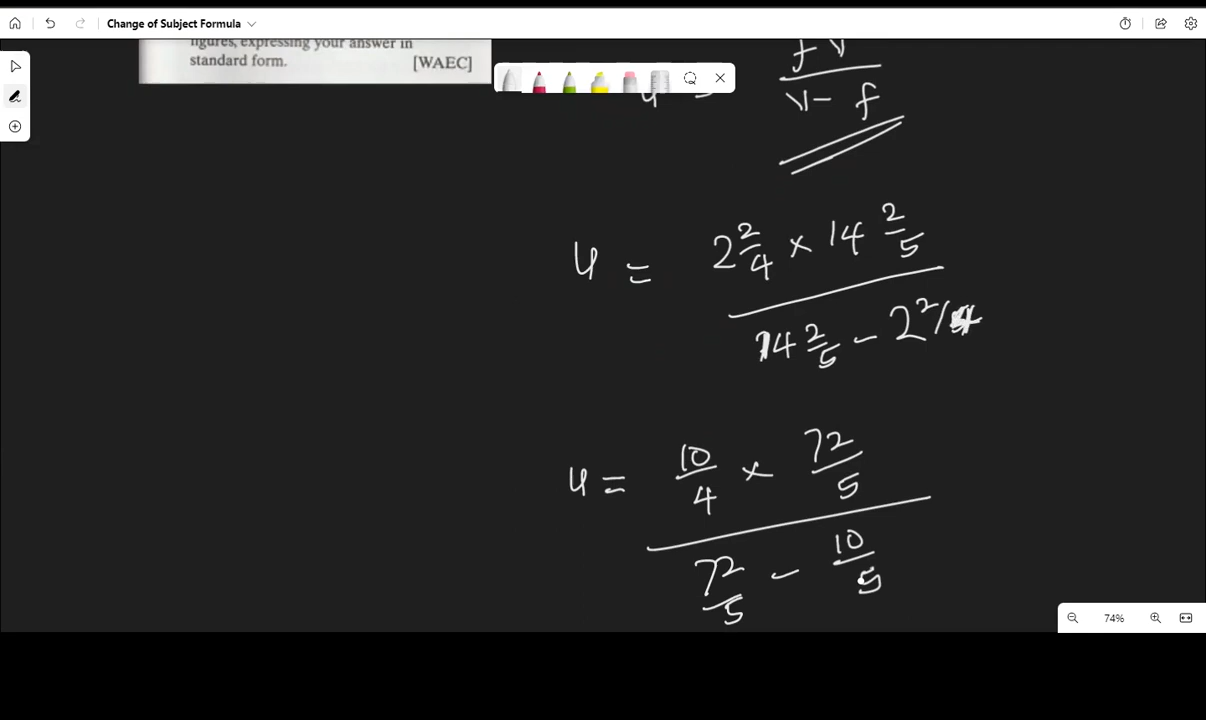 Change of Subject Formula
figures, expressing your answer in
standard form. [WAEC]
f v
u =
v - f
u = 2 2/4 × 14 2/5
14 2/5 - 2 2/4
u = 10/4 × 72/5
72/5 - 10/5
74%